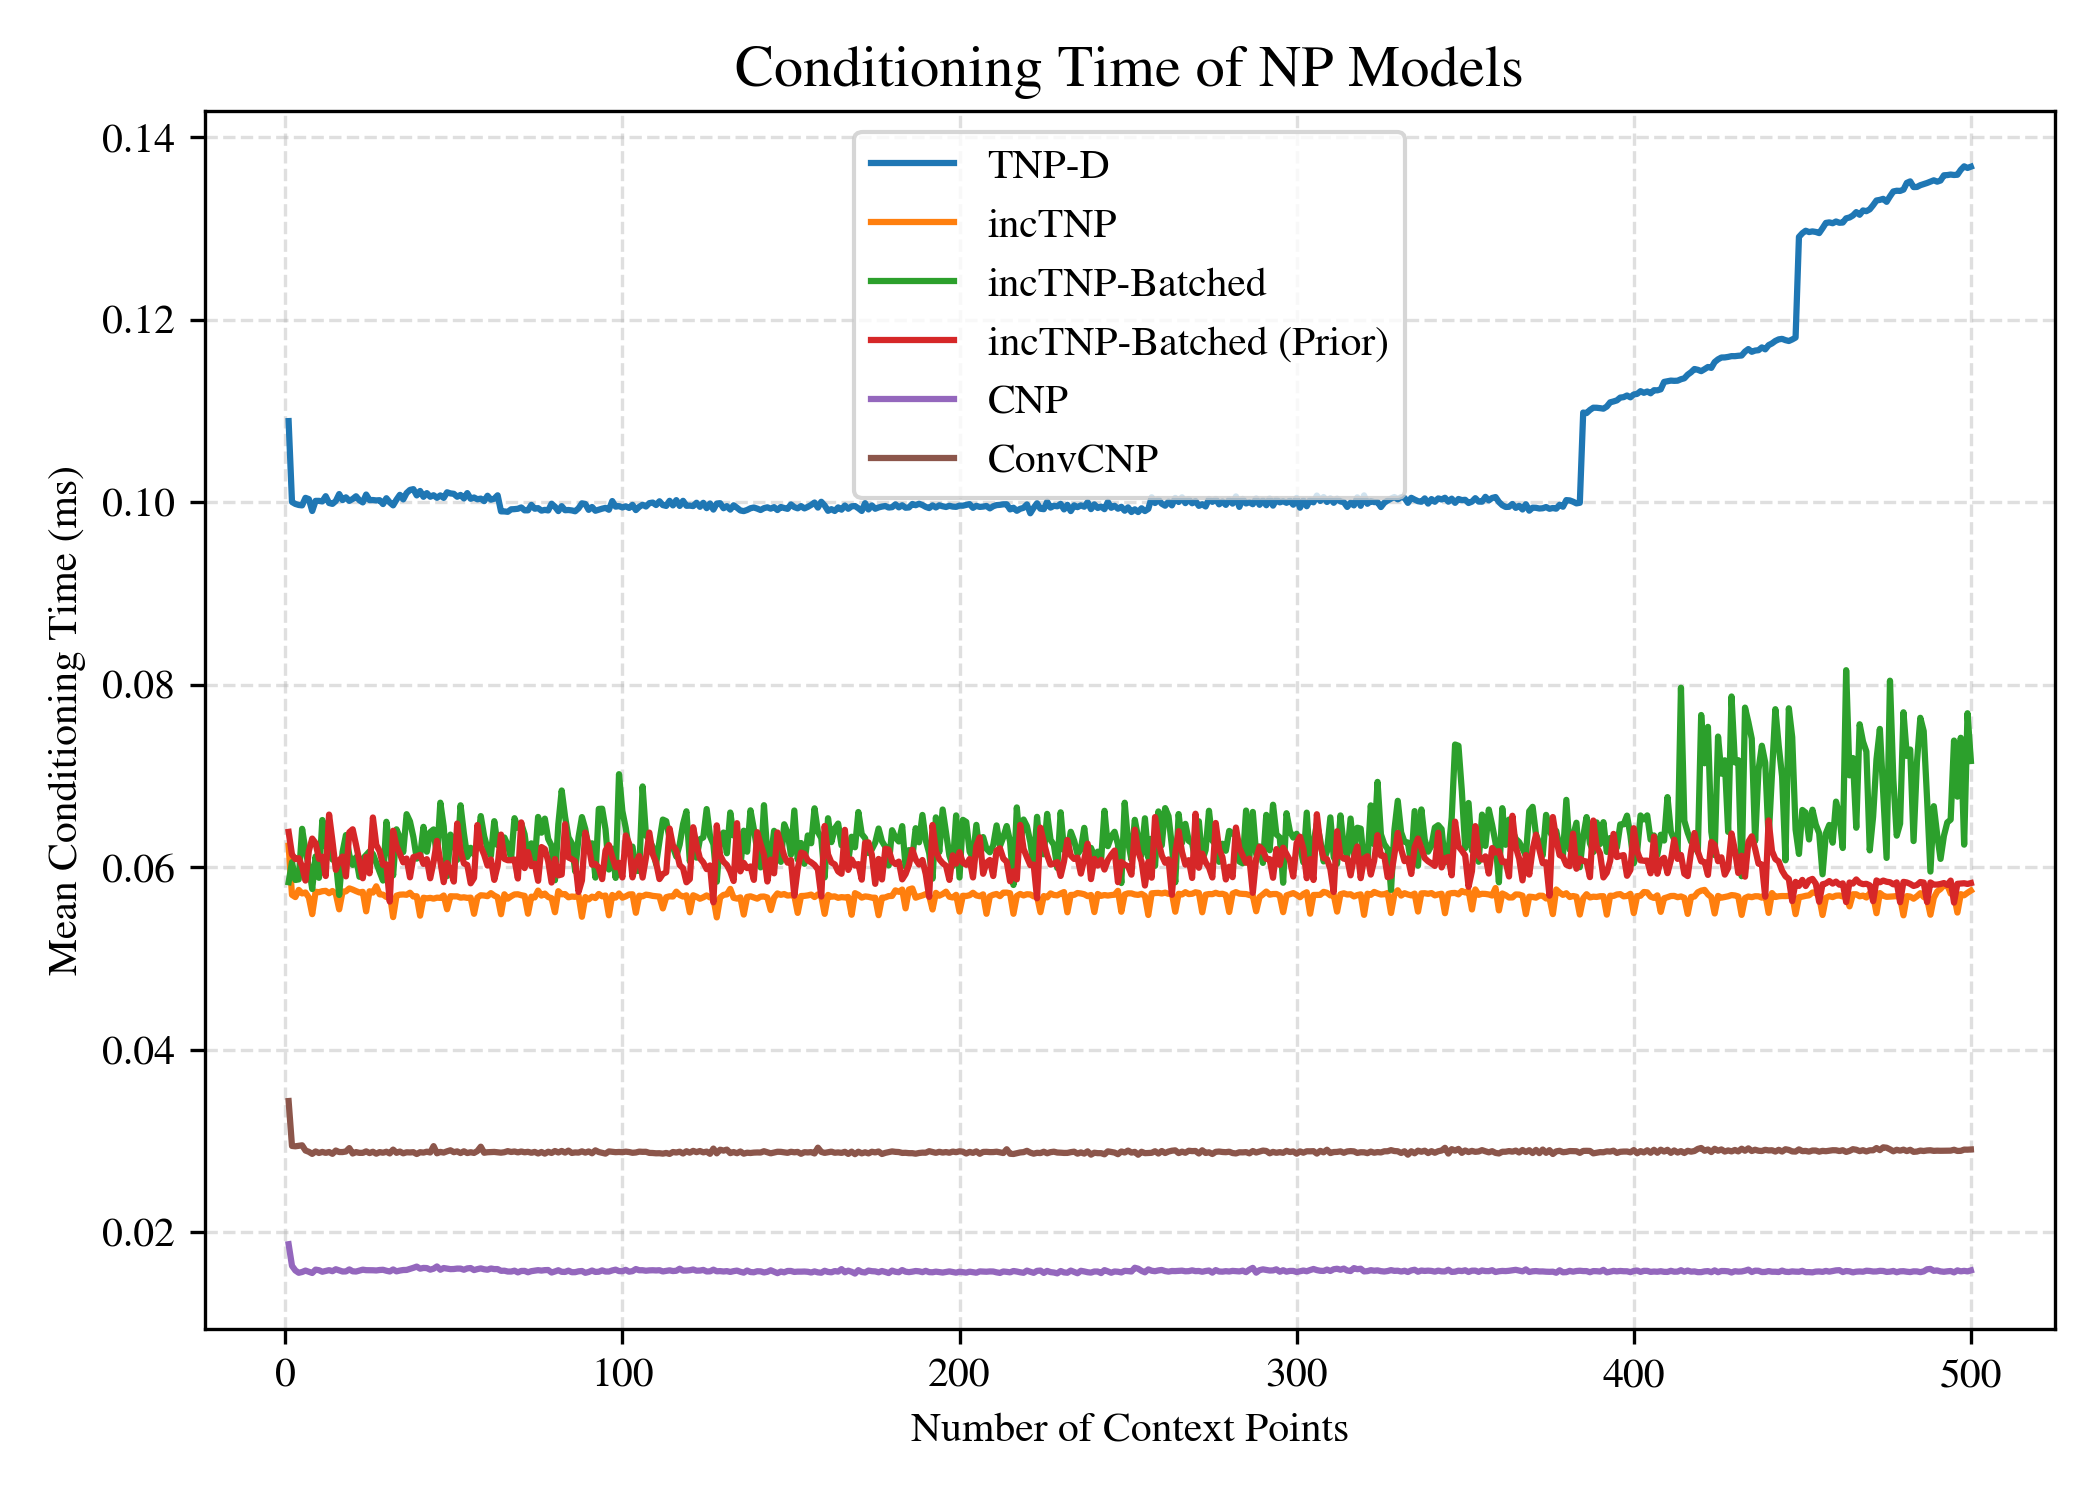 Conditioning Time of NP Models
0.14
0.12
0.10
0.08
0.06
0.04
0.02
Mean Conditioning Time (ms)
TNP-D
incTNP
incTNP-Batched
incTNP-Batched (Prior)
CNP
ConvCNP
0 100 200 300 400 500
Number of Context Points